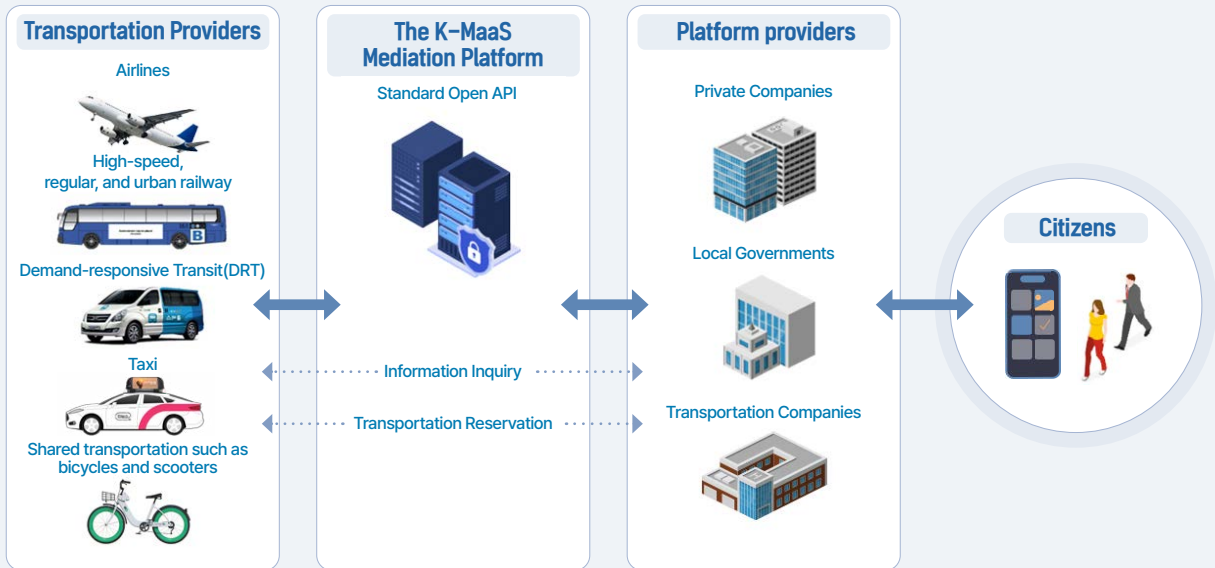 Transportation Providers
Airlines
High-speed,
regular, and urban railway
B
Demand-responsive Transit(DRT)
Taxi
Shared transportation such as
bicycles and scooters
The K-MaaS
Mediation Platform
Standard Open API
Information Inquiry
Transportation Reservation
Platform providers
Private Companies
Local Governments
Transportation Companies
Citizens